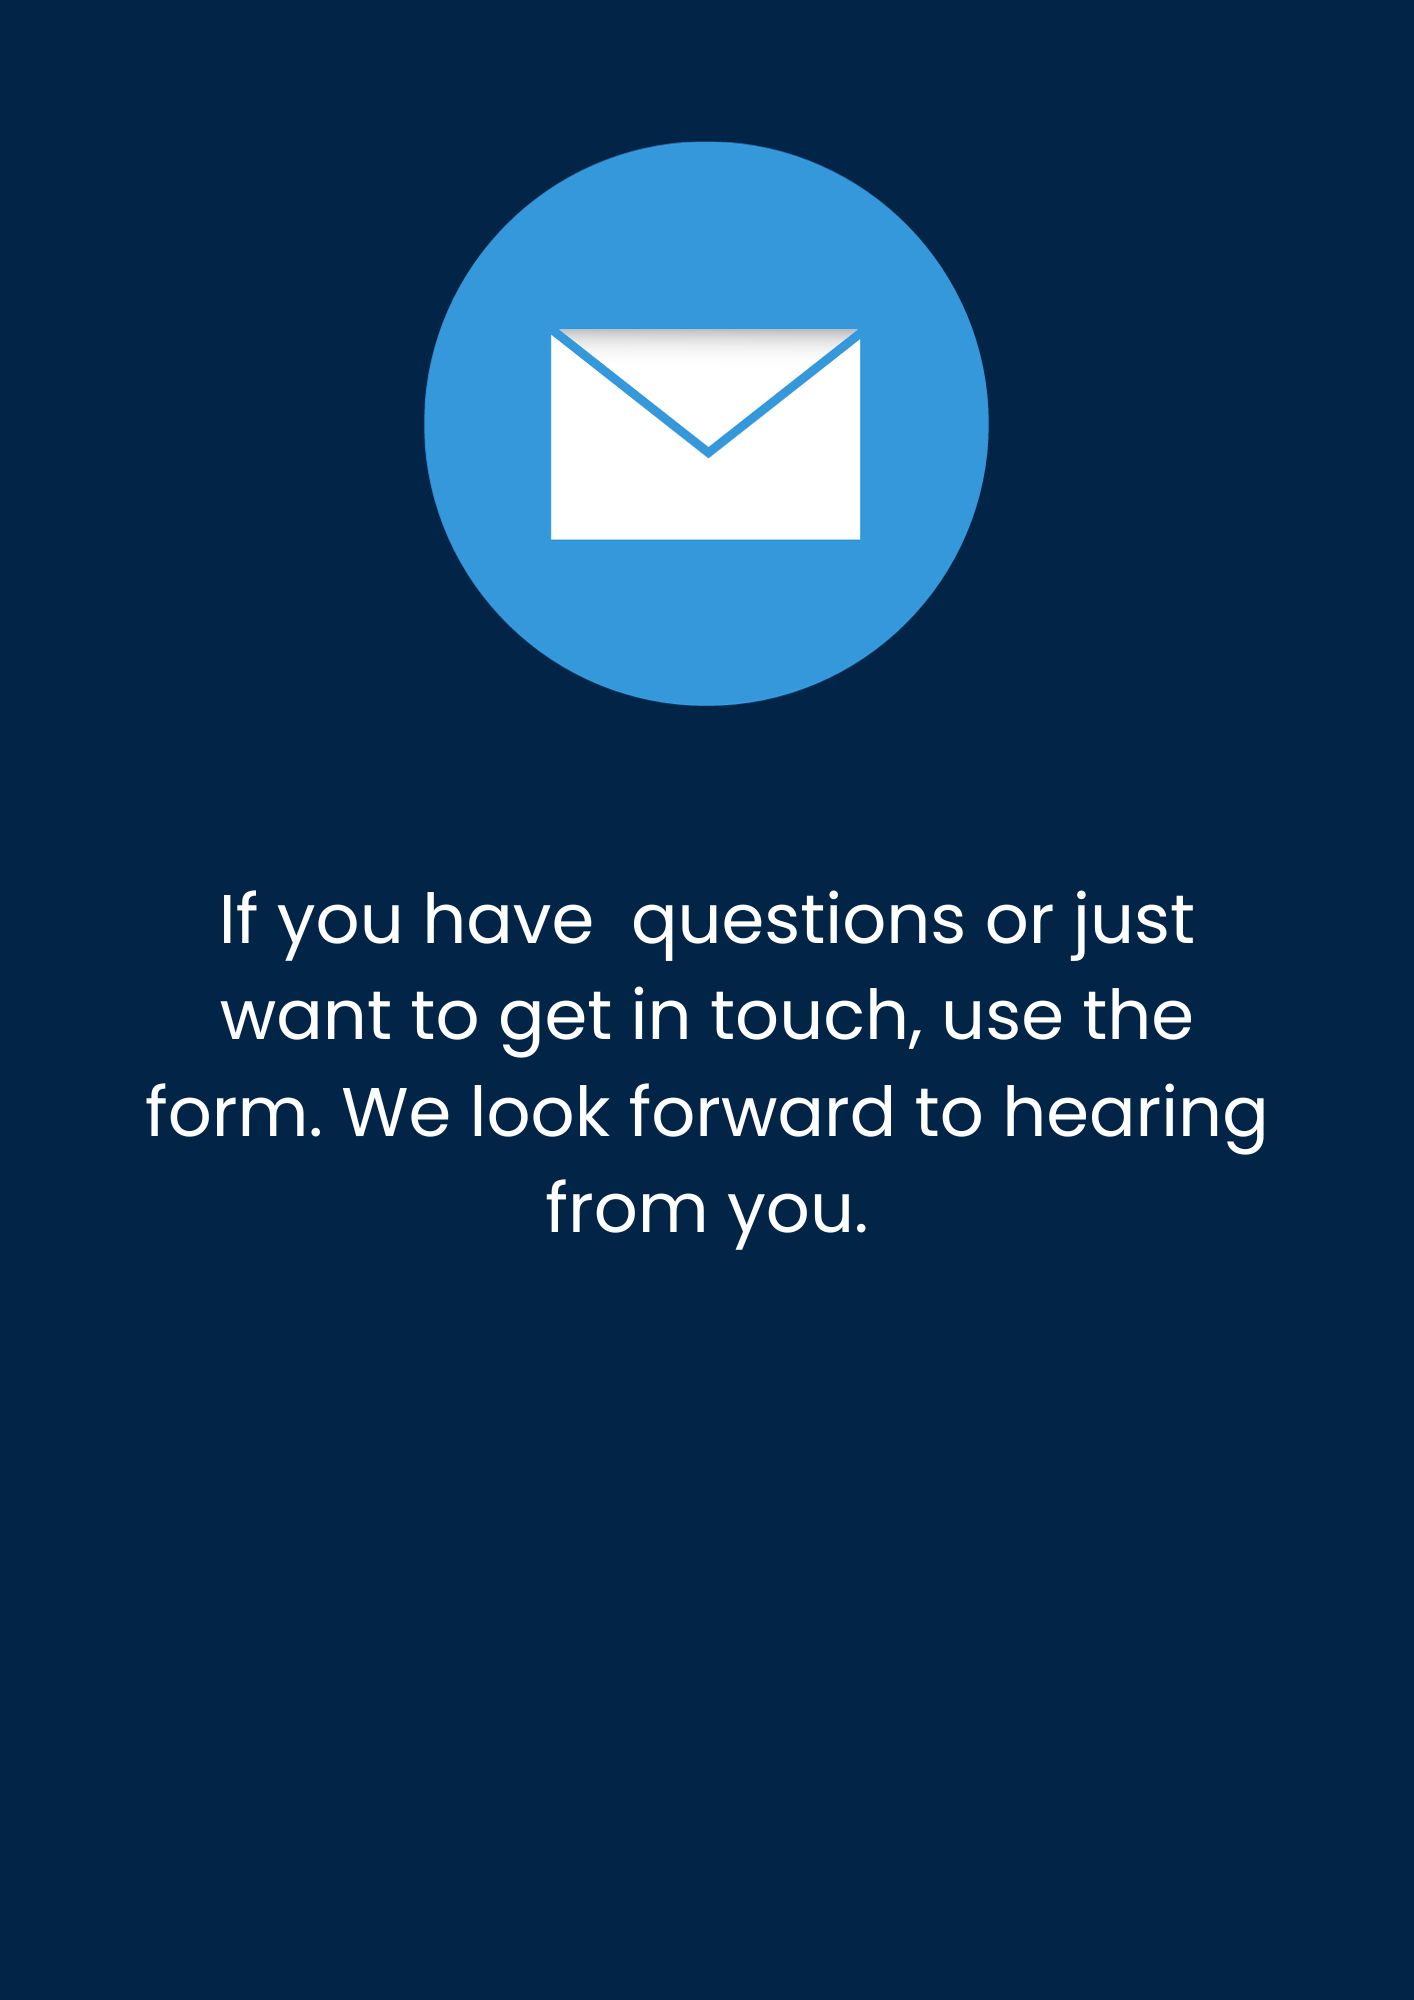 If you have  questions or just
want to get in touch, use the
form. We look forward to hearing
from you.